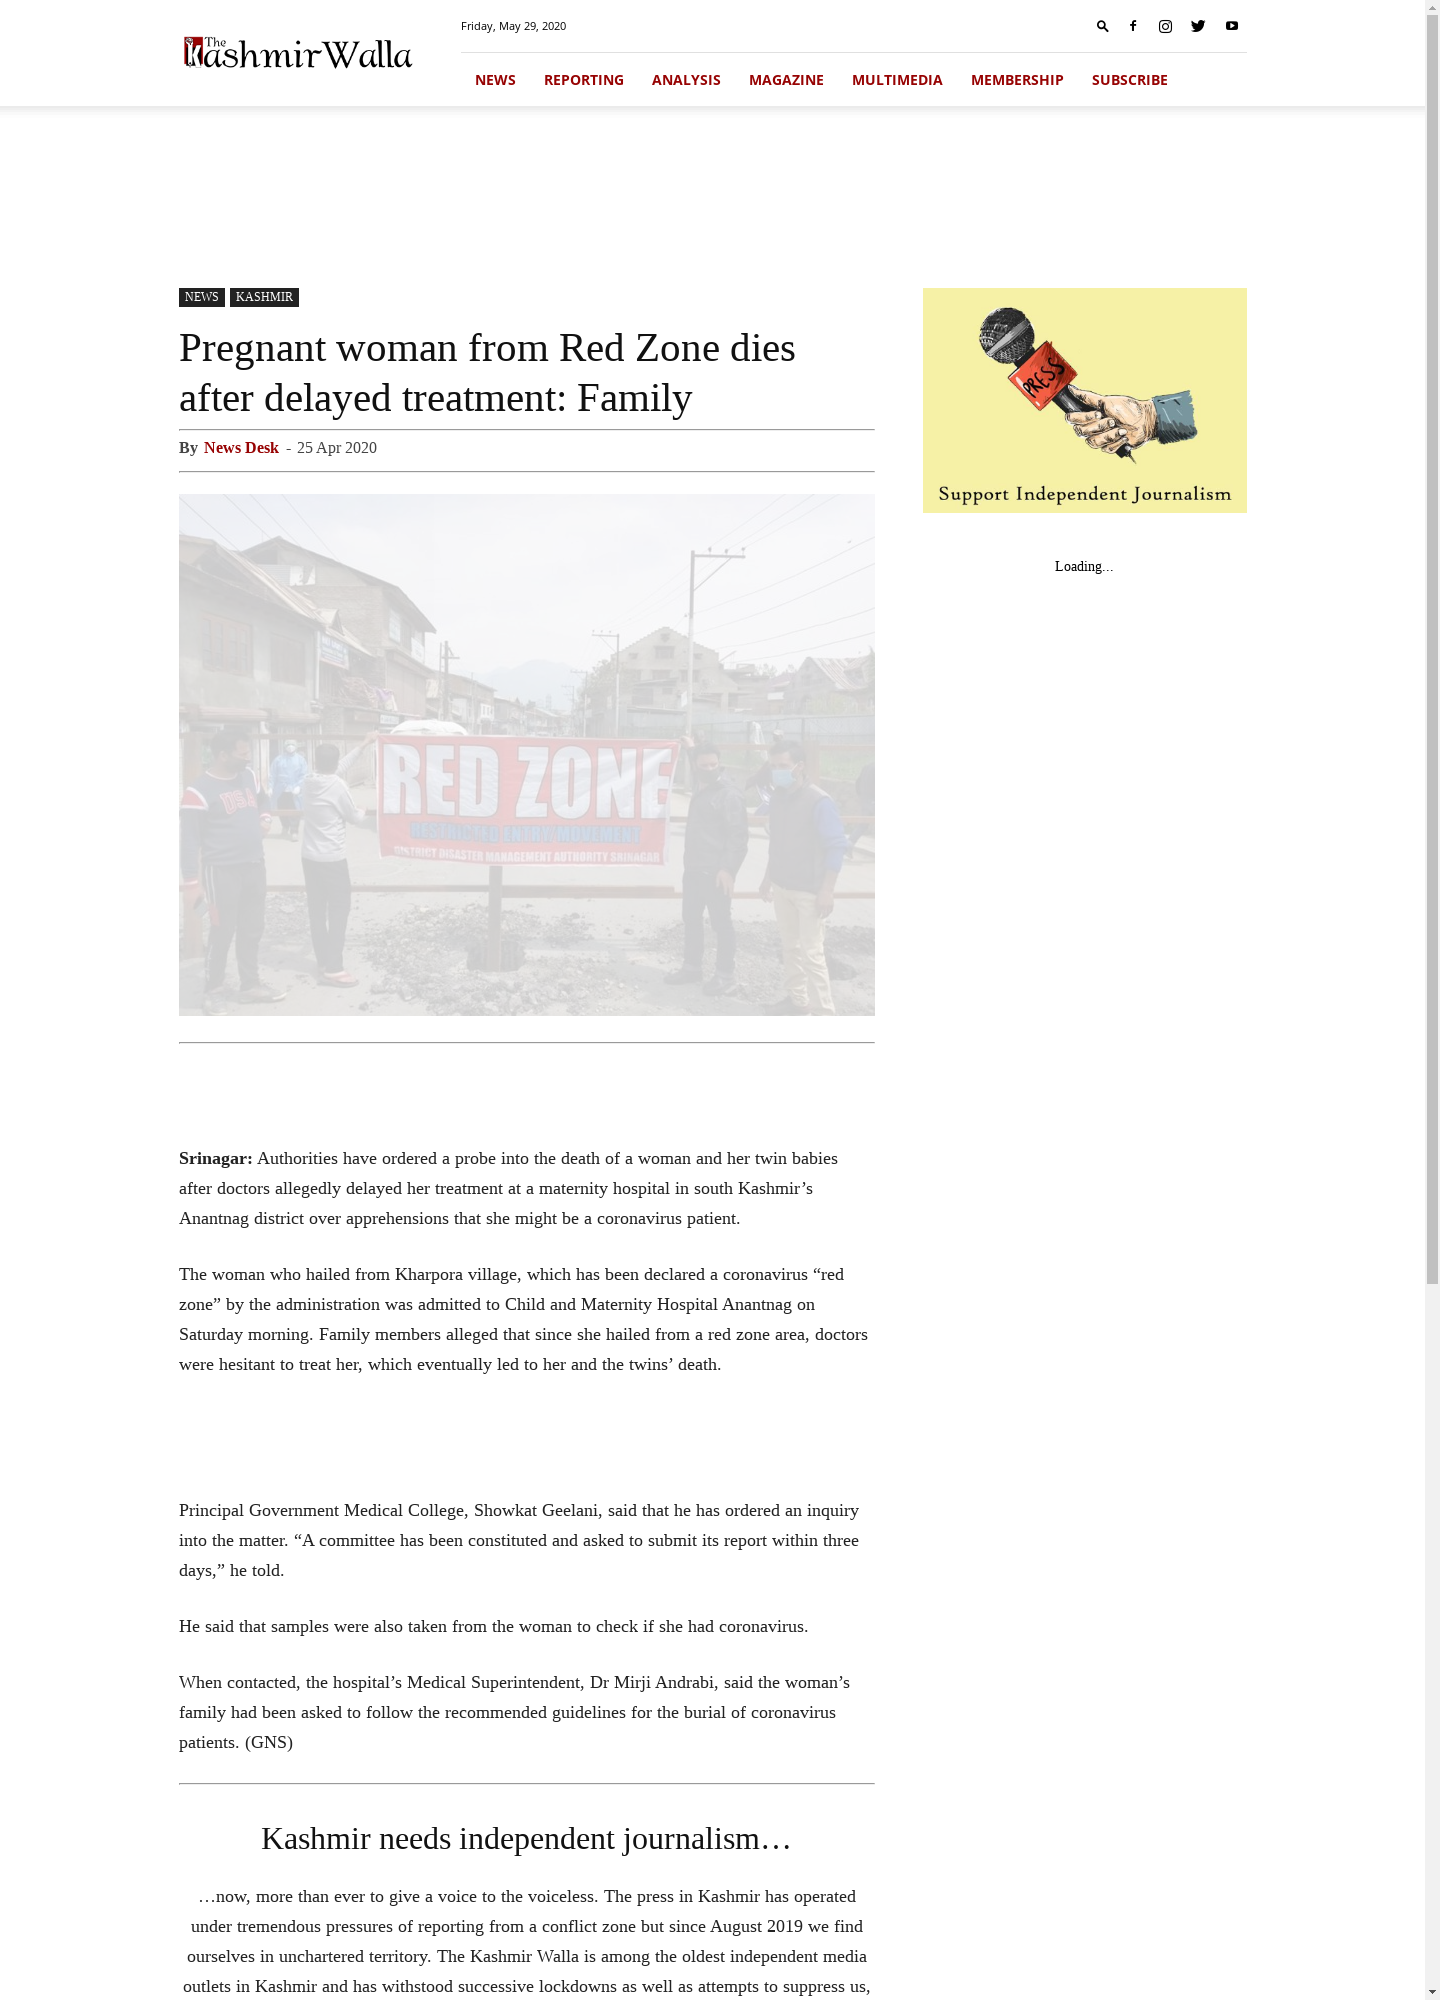 The KashmirWalla
Friday, May 29, 2020
NEWS REPORTING ANALYSIS MAGAZINE MULTIMEDIA MEMBERSHIP SUBSCRIBE
NEWS KASHMIR
Pregnant woman from Red Zone dies
after delayed treatment: Family
By News Desk - 25 Apr 2020
RED ZONE
RESTRICTED ENTRY/MOVEMENT
DISTRICT DISASTER MANAGEMENT AUTHORITY SRINAGAR
USA
PRESS
Support Independent Journalism
Loading...
Srinagar: Authorities have ordered a probe into the death of a woman and her twin babies
after doctors allegedly delayed her treatment at a maternity hospital in south Kashmir’s
Anantnag district over apprehensions that she might be a coronavirus patient.
The woman who hailed from Kharpora village, which has been declared a coronavirus “red
zone” by the administration was admitted to Child and Maternity Hospital Anantnag on
Saturday morning. Family members alleged that since she hailed from a red zone area, doctors
were hesitant to treat her, which eventually led to her and the twins’ death.
Principal Government Medical College, Showkat Geelani, said that he has ordered an inquiry
into the matter. “A committee has been constituted and asked to submit its report within three
days,” he told.
He said that samples were also taken from the woman to check if she had coronavirus.
When contacted, the hospital’s Medical Superintendent, Dr Mirji Andrabi, said the woman’s
family had been asked to follow the recommended guidelines for the burial of coronavirus
patients. (GNS)
Kashmir needs independent journalism…
…now, more than ever to give a voice to the voiceless. The press in Kashmir has operated
under tremendous pressures of reporting from a conflict zone but since August 2019 we find
ourselves in unchartered territory. The Kashmir Walla is among the oldest independent media
outlets in Kashmir and has withstood successive lockdowns as well as attempts to suppress us,